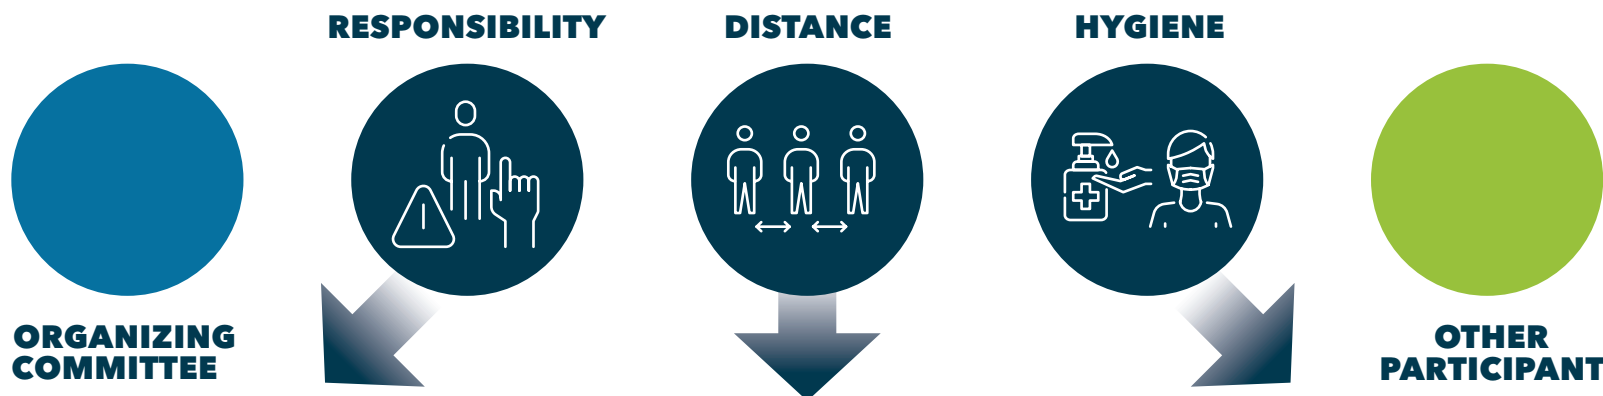 RESPONSIBILITY
DISTANCE
HYGIENE
ORGANIZING
COMMITTEE
OTHER
PARTICIPANT